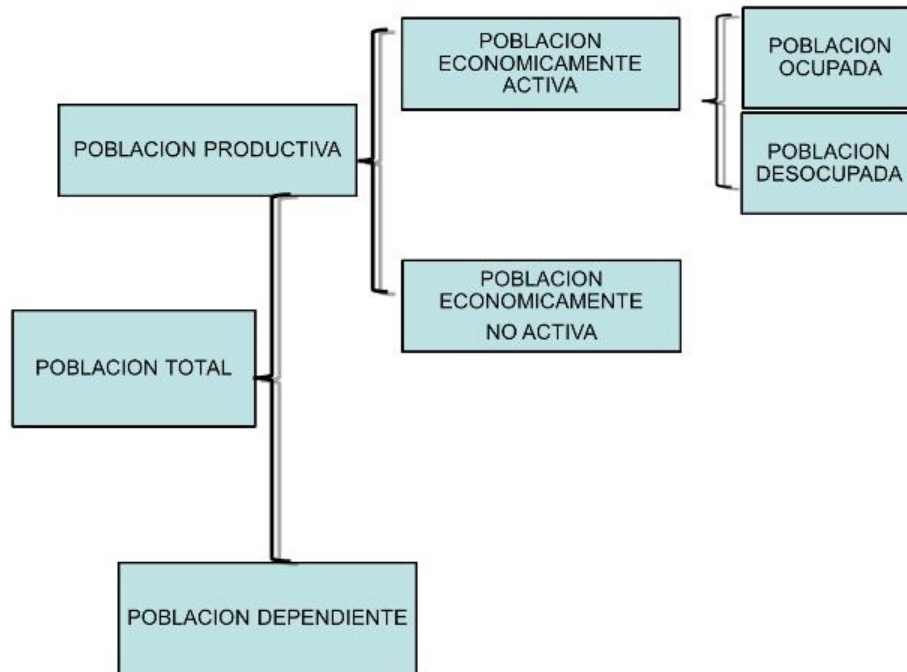 POBLACION
ECONOMICAMENTE
ACTIVA
POBLACION
OCUPADA
POBLACION PRODUCTIVA
POBLACION
DESOCUPADA
POBLACION
ECONOMICAMENTE
NO ACTIVA
POBLACION TOTAL
POBLACION DEPENDIENTE